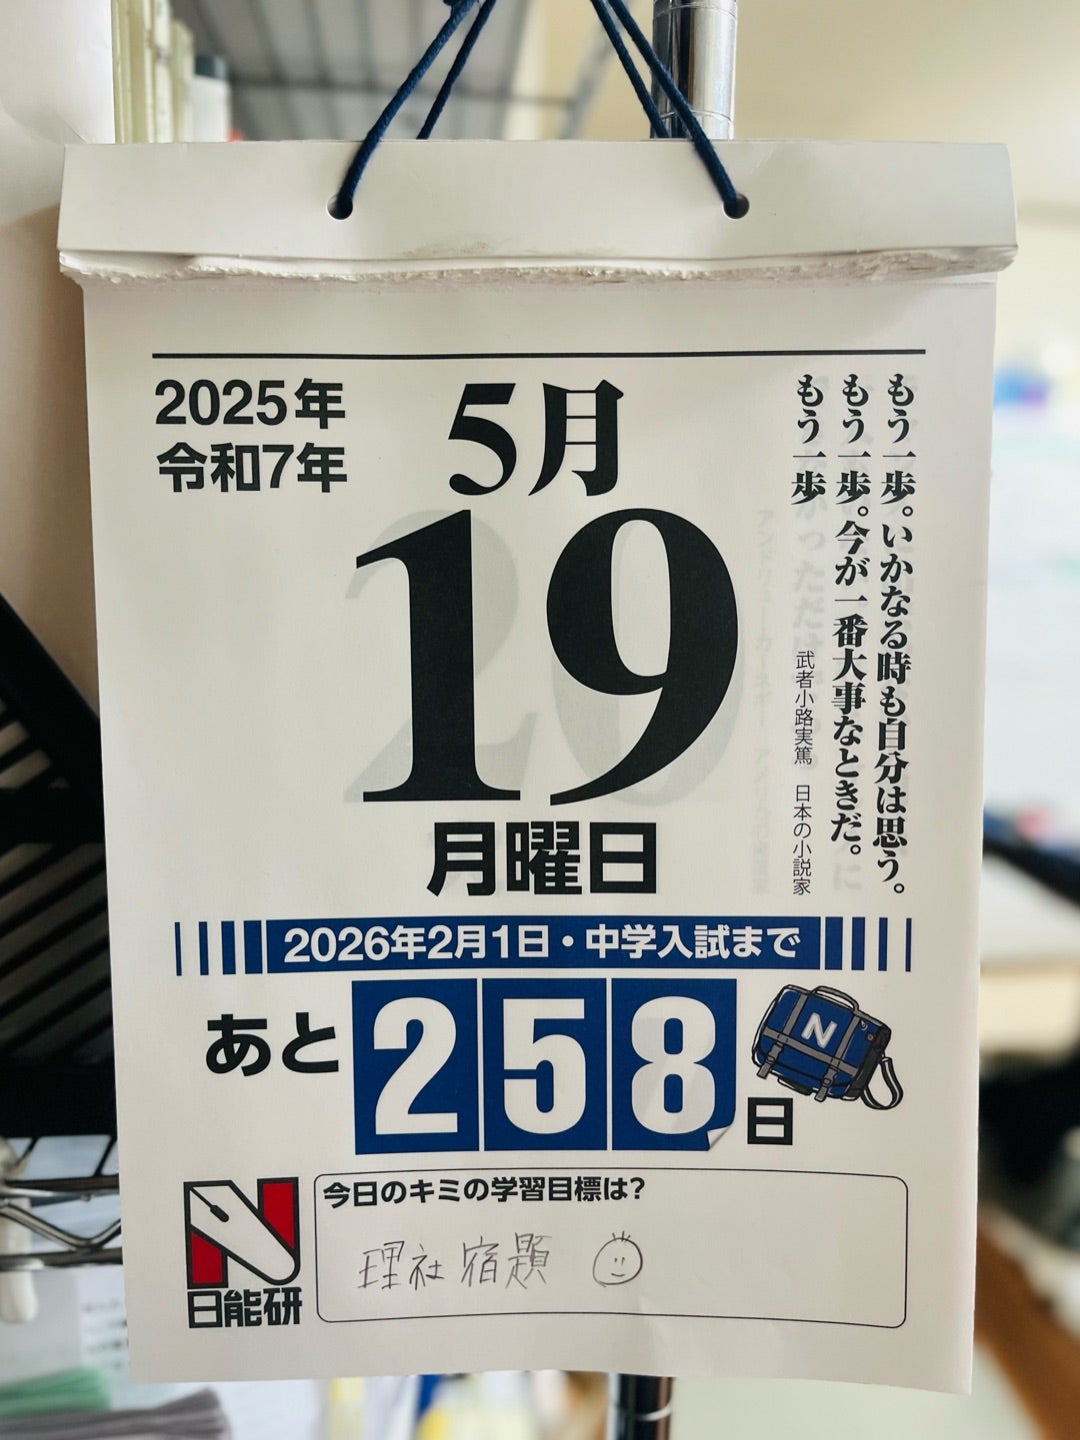 2025年
令和7年
5月
19
月曜日
もう一歩。いかなる時も自分は思う。
もう一歩。今が一番大事なときだ。
もう一歩
武者小路実篤 日本の小説家
2026年2月1日・中学入試まで
あと258日
N
日能研
今日のキミの学習目標は?
理社 宿題